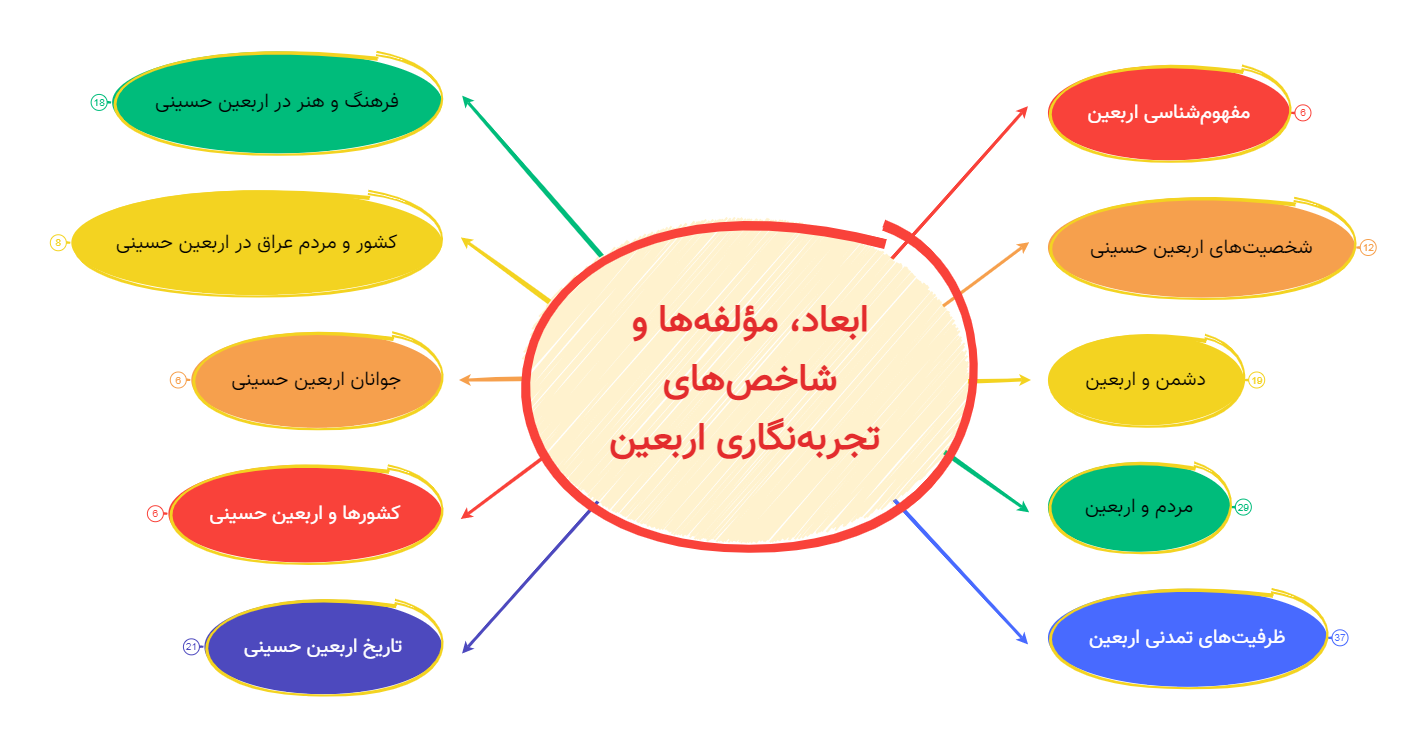 ابعاد، مؤلفه‌ها و
شاخص‌های
تجربه‌نگاری اربعین
مفهوم‌شناسی اربعین
6
شخصیت‌های اربعین حسینی
12
دشمن و اربعین
19
مردم و اربعین
29
ظرفیت‌های تمدنی اربعین
37
فرهنگ و هنر در اربعین حسینی
18
کشور و مردم عراق در اربعین حسینی
8
جوانان اربعین حسینی
6
کشورها و اربعین حسینی
6
تاریخ اربعین حسینی
21